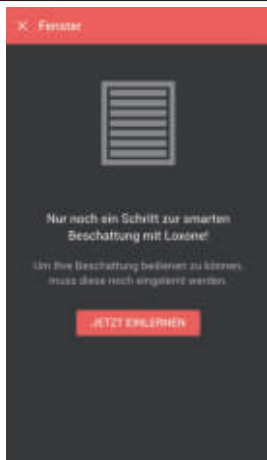 × Fenster
Nur noch ein Schritt zur smarten
Beschattung mit Loxone!
Um Ihre Beschattung bedienen zu können,
muss diese noch eingelernt werden.
JETZT EINLERNEN